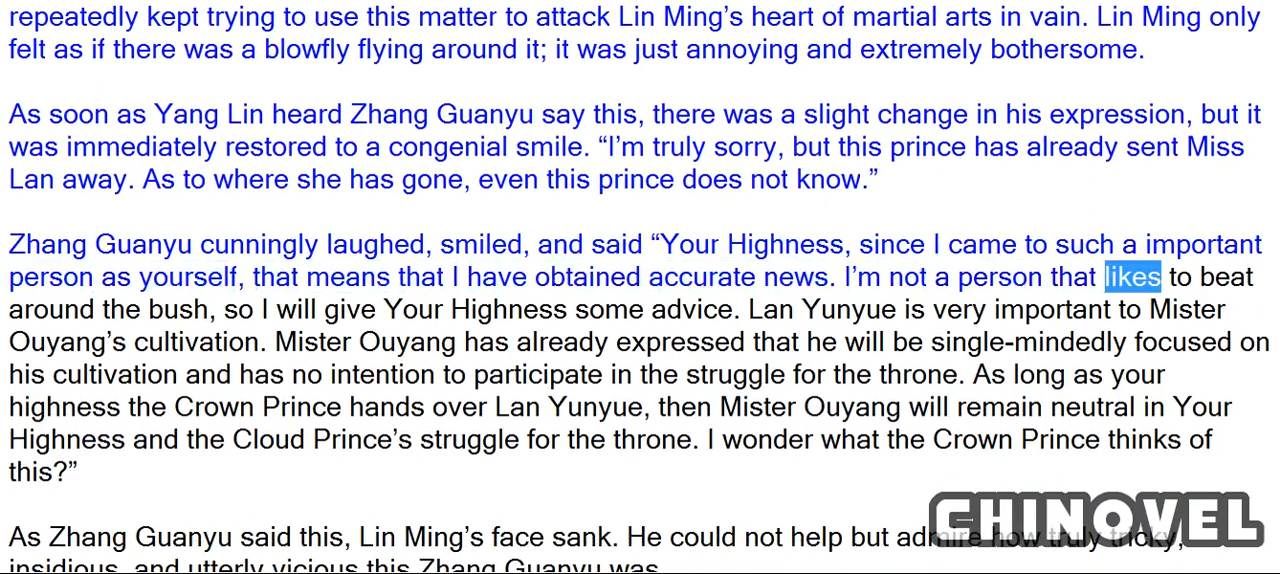 repeatedly kept trying to use this matter to attack Lin Ming’s heart of martial arts in vain. Lin Ming only
felt as if there was a blowfly flying around it; it was just annoying and extremely bothersome.
As soon as Yang Lin heard Zhang Guanyu say this, there was a slight change in his expression, but it
was immediately restored to a congenial smile. “I’m truly sorry, but this prince has already sent Miss
Lan away. As to where she has gone, even this prince does not know.”
Zhang Guanyu cunningly laughed, smiled, and said “Your Highness, since I came to such a important
person as yourself, that means that I have obtained accurate news. I’m not a person that likes to beat
around the bush, so I will give Your Highness some advice. Lan Yunyue is very important to Mister
Ouyang’s cultivation. Mister Ouyang has already expressed that he will be single-mindedly focused on
his cultivation and has no intention to participate in the struggle for the throne. As long as your
highness the Crown Prince hands over Lan Yunyue, then Mister Ouyang will remain neutral in Your
Highness and the Cloud Prince’s struggle for the throne. I wonder what the Crown Prince thinks of
this?”
CHINOVEL
As Zhang Guanyu said this, Lin Ming’s face sank. He could not help but admire how truly tricky,
insidious, and utterly vicious this Zhang Guanyu was